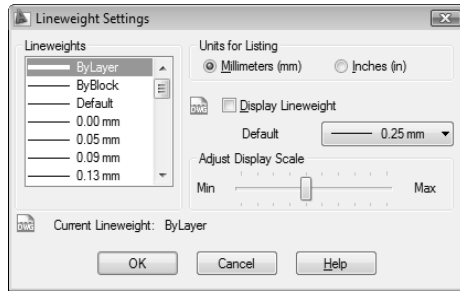 Lineweight Settings
Lineweights
ByLayer
ByBlock
Default
0.00 mm
0.05 mm
0.09 mm
0.13 mm
Units for Listing
Millimeters (mm) Inches (in)
DWG Display Lineweight
Default 0.25 mm
Adjust Display Scale
Min Max
DWG Current Lineweight: ByLayer
OK Cancel Help